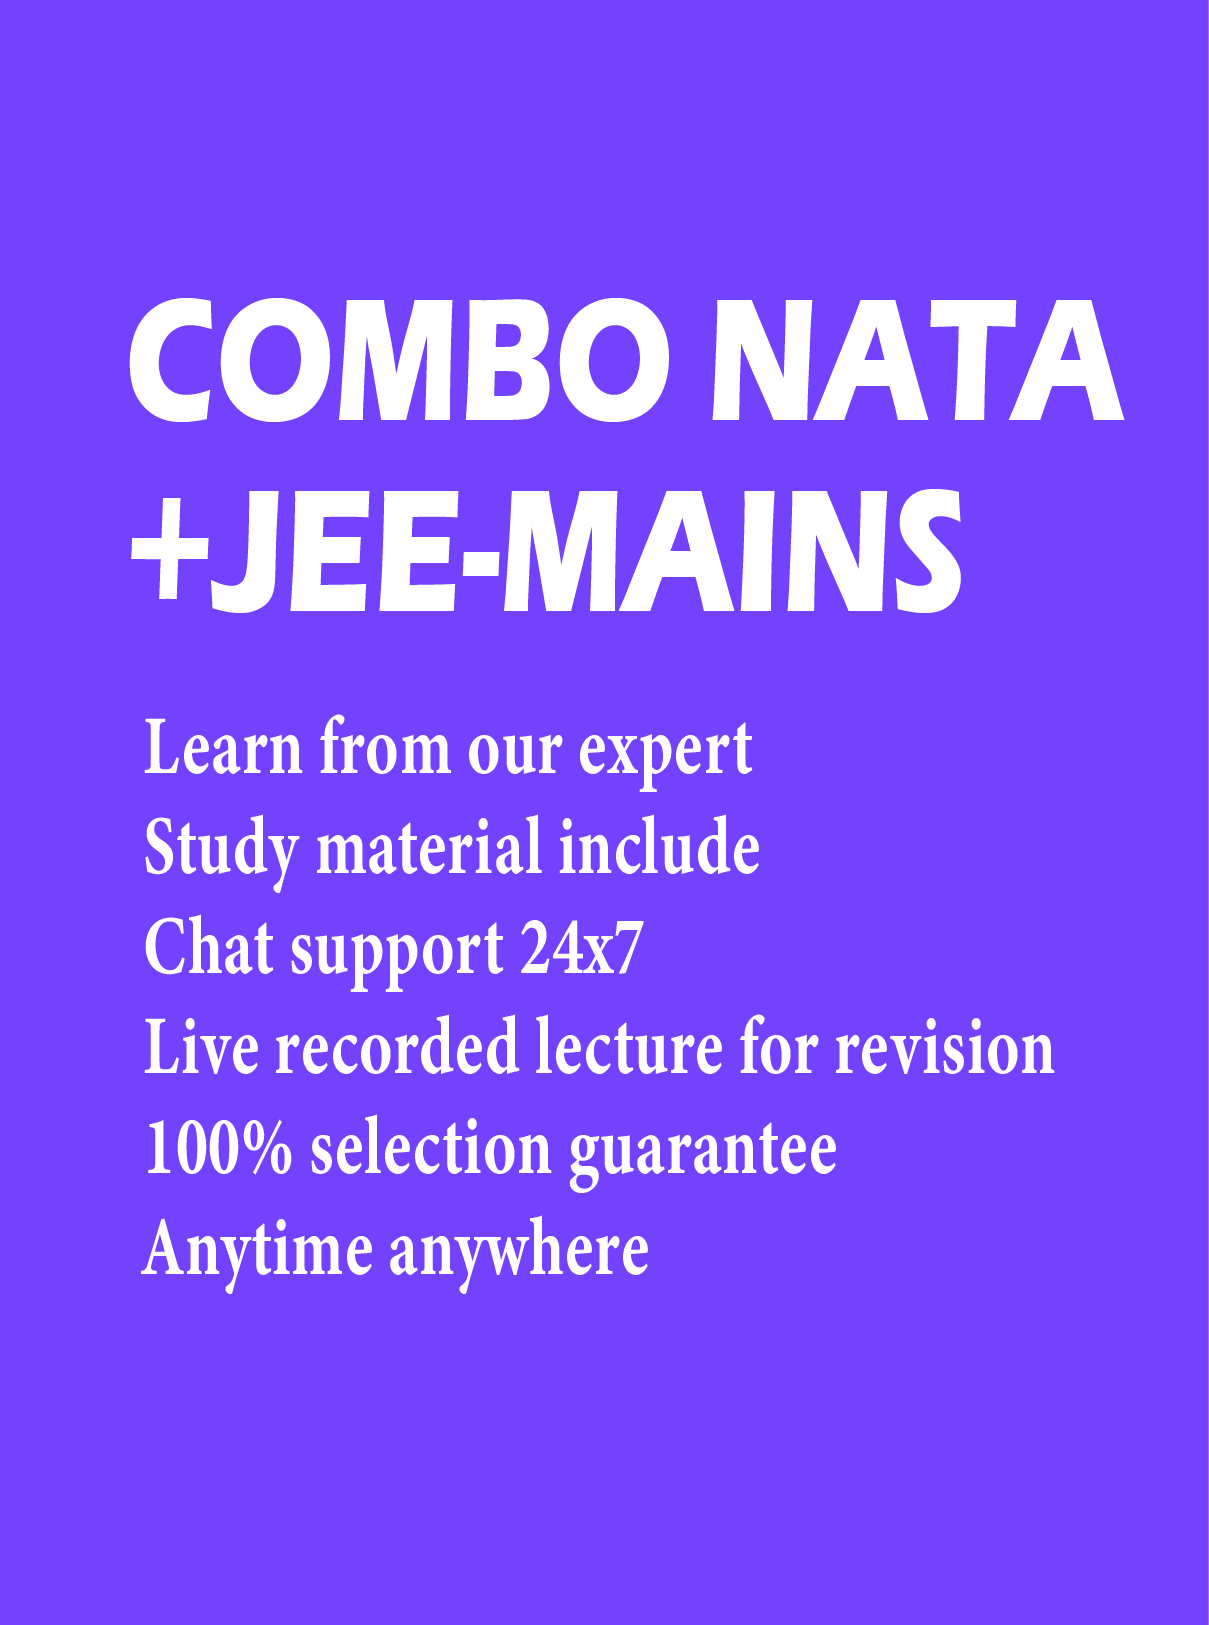 COMBO NATA
+JEE-MAINS
Learn from our expert
Study material include
Chat support 24x7
Live recorded lecture for revision
100% selection guarantee
Anytime anywhere